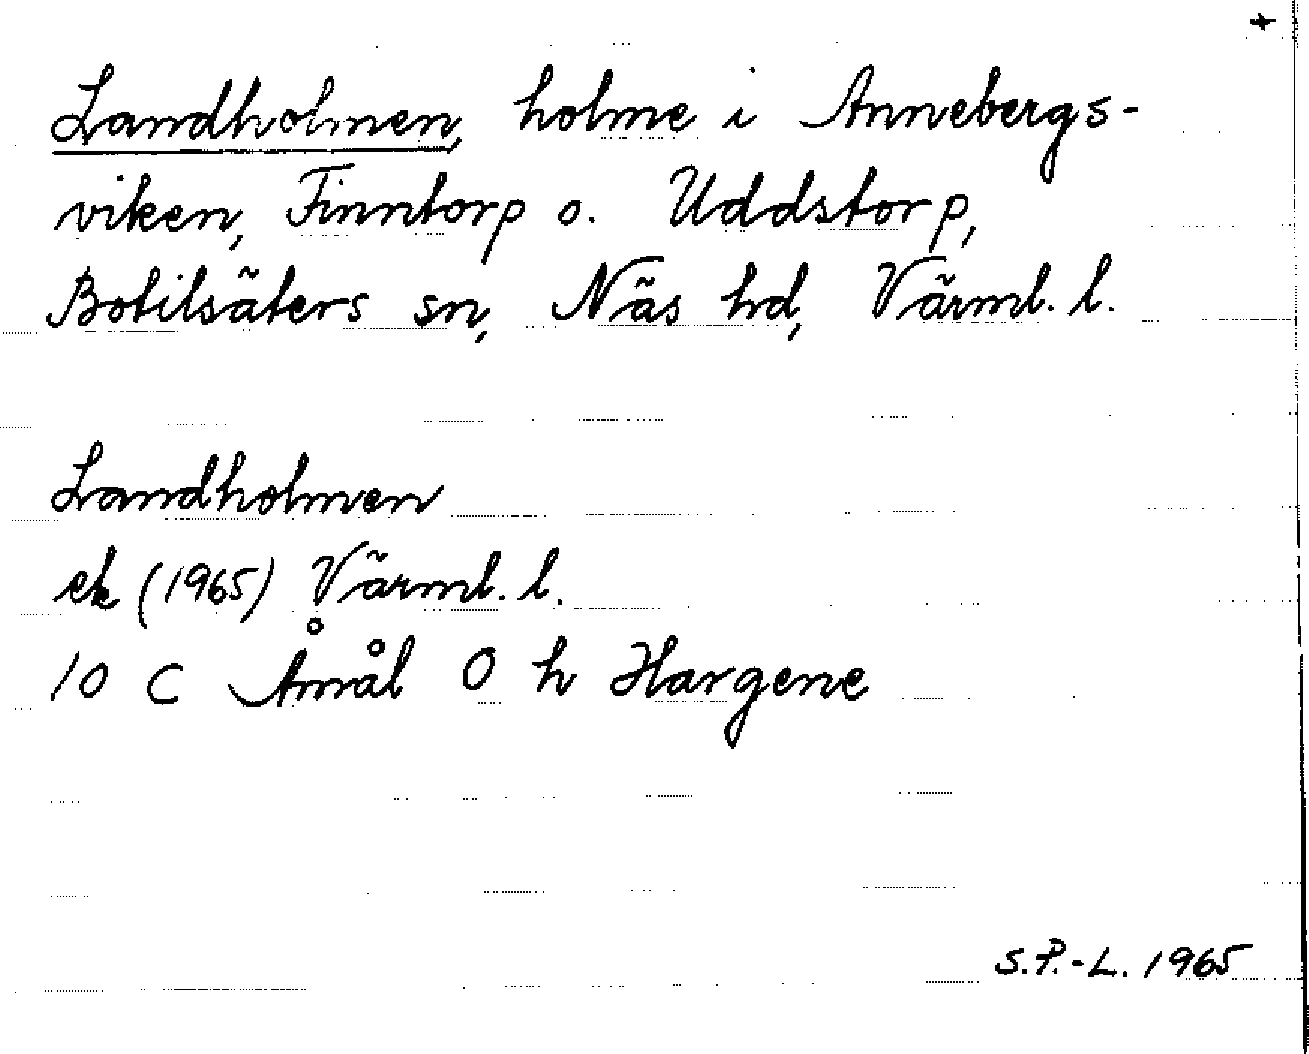 +
Landholmen, holme i Annebergs-
viken, Finntorp o. Uddstorp,
Botilsäters sn, Näs hd, Värml. l.
Landholmen
ek (1965) Värml. l.
10 C Åmål O h Hargene
S.P.-L. 1965